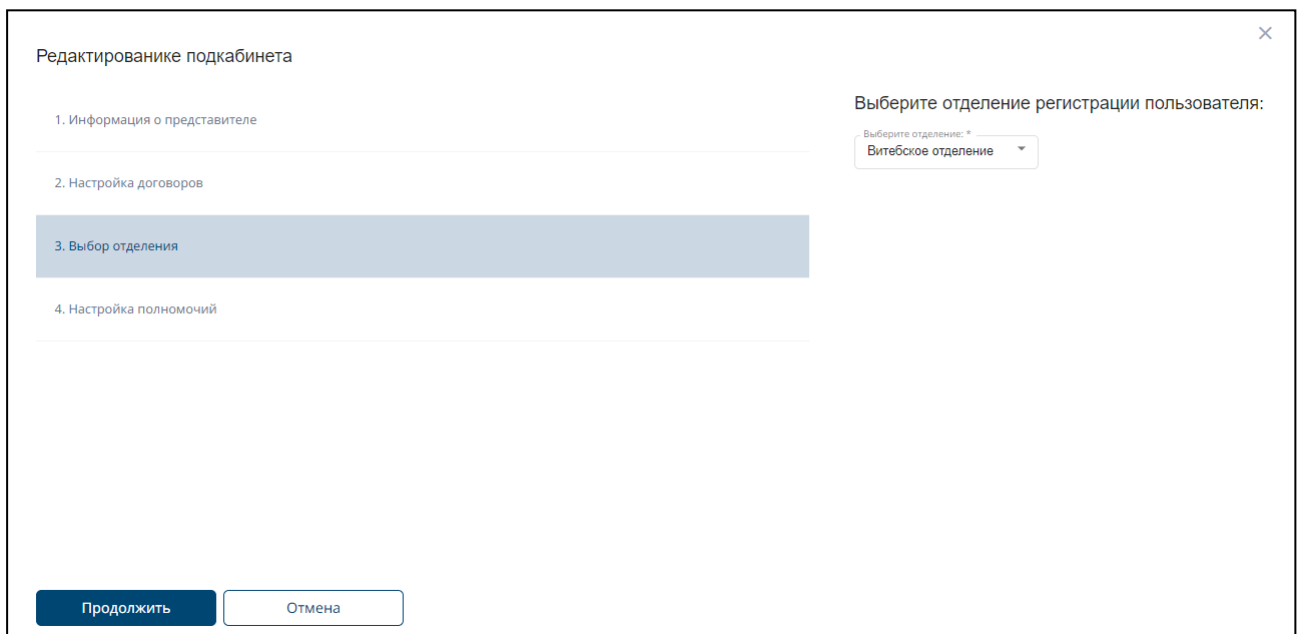 Редактированике подкабинета
1. Информация о представителе
2. Настройка договоров
3. Выбор отделения
4. Настройка полномочий
Выберите отделение регистрации пользователя:
Выберите отделение: *
Витебское отделение
Продолжить
Отмена